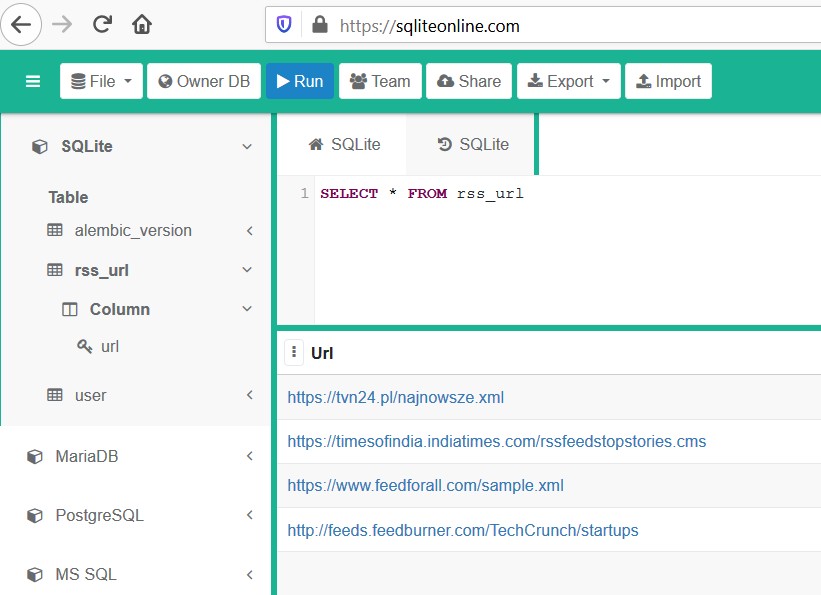 https://sqliteonline.com
File Owner DB Run Team Share Export Import
SQLite
Table
alembic_version
rss_url
Column
url
user
MariaDB
PostgreSQL
MS SQL
SQLite SQLite
1 SELECT * FROM rss_url
Url
https://tvn24.pl/najnowsze.xml
https://timesofindia.indiatimes.com/rssfeedstopstories.cms
https://www.feedforall.com/sample.xml
http://feeds.feedburner.com/TechCrunch/startups